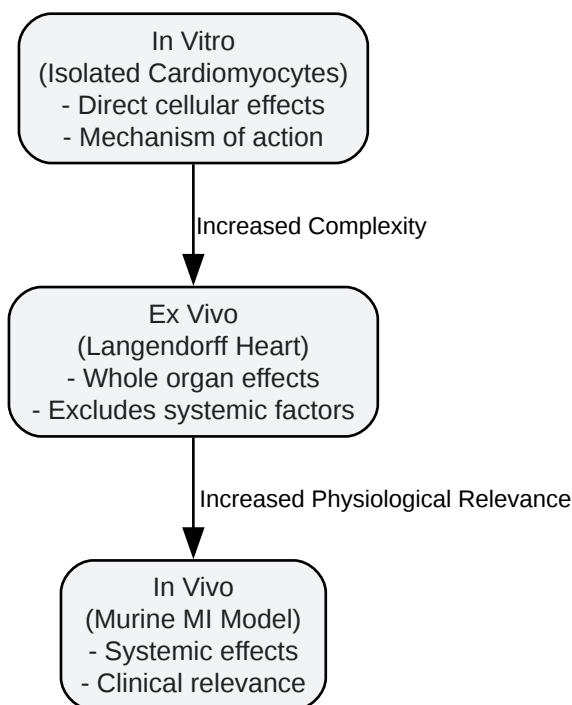 In Vitro
(Isolated Cardiomyocytes)
- Direct cellular effects
- Mechanism of action
Increased Complexity
Ex Vivo
(Langendorff Heart)
- Whole organ effects
- Excludes systemic factors
Increased Physiological Relevance
In Vivo
(Murine MI Model)
- Systemic effects
- Clinical relevance